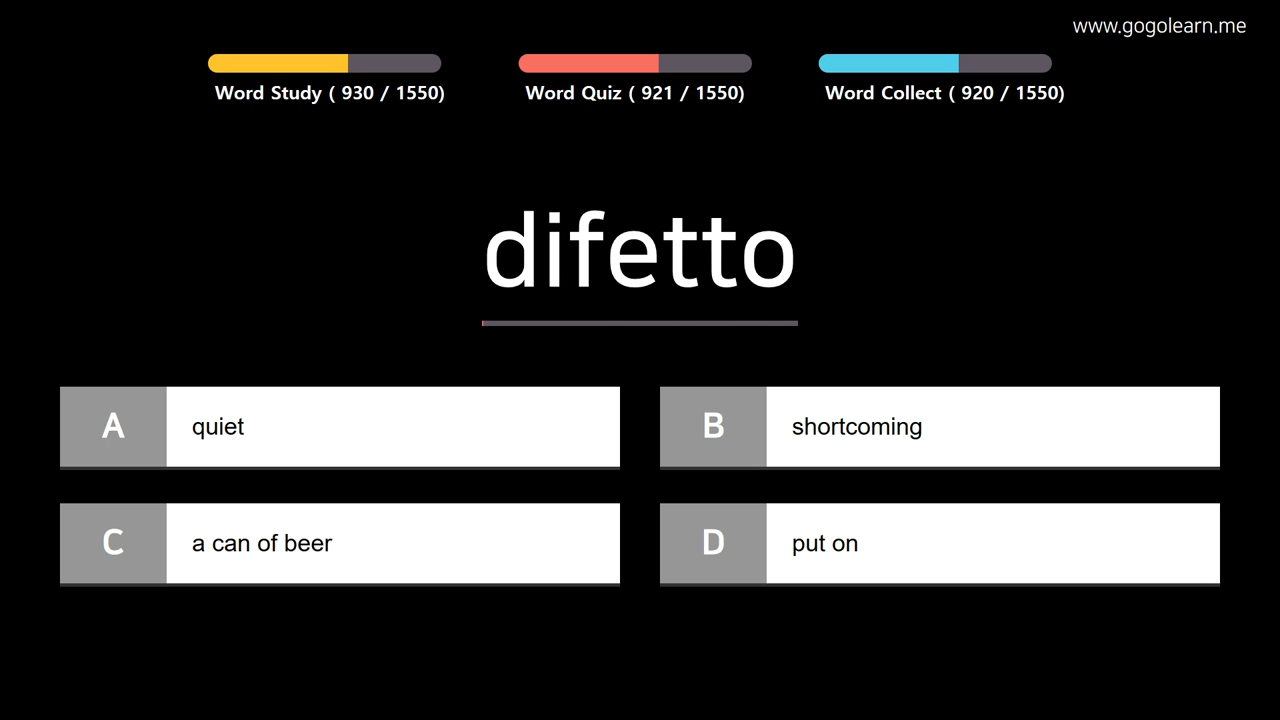 www.gogolearn.me
Word Study ( 930 / 1550)
Word Quiz ( 921 / 1550)
Word Collect ( 920 / 1550)
difetto
A quiet
B shortcoming
C a can of beer
D put on